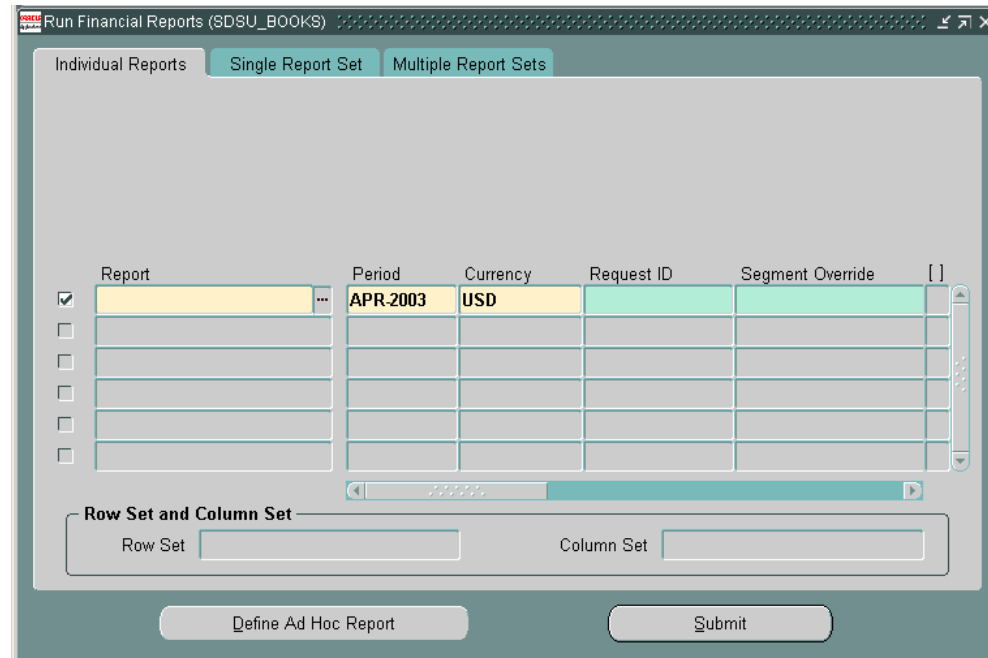 Run Financial Reports (SDSU_BOOKS)
Individual Reports Single Report Set Multiple Report Sets
Report Period Currency Request ID Segment Override [ ]
... APR-2003 USD
Row Set and Column Set
Row Set Column Set
Define Ad Hoc Report Submit